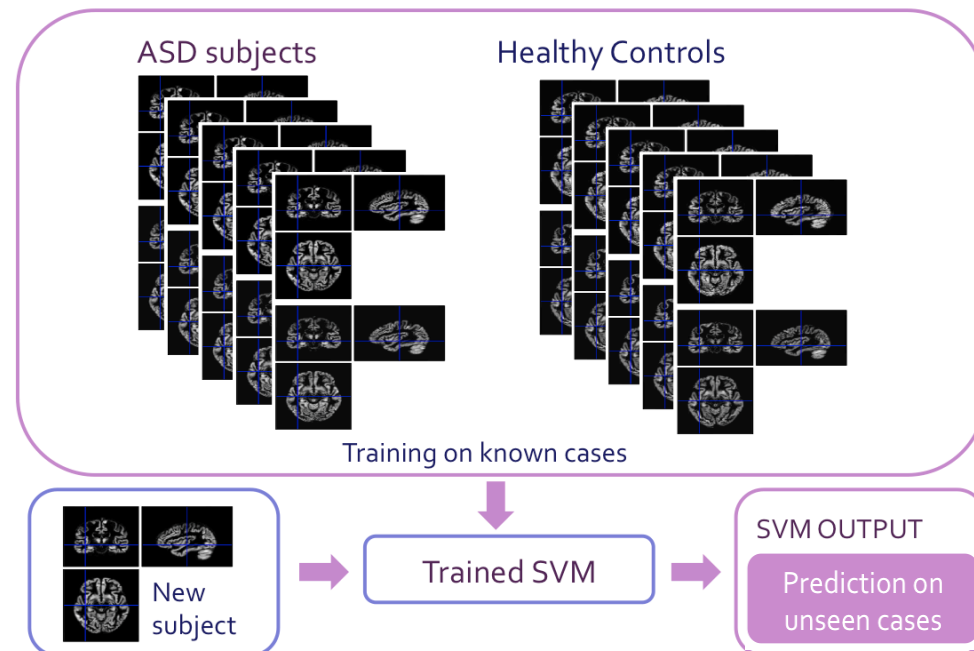 ASD subjects
Healthy Controls
Training on known cases
New
subject
Trained SVM
SVM OUTPUT
Prediction on
unseen cases